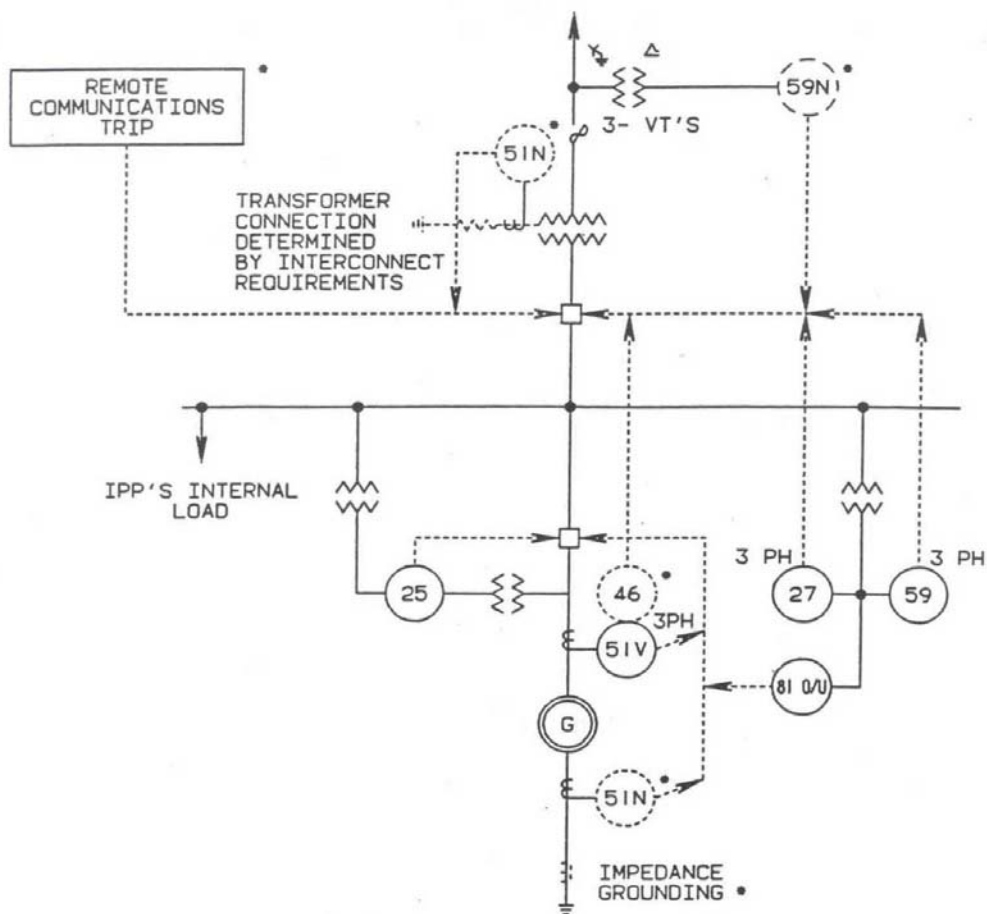 REMOTE
COMMUNICATIONS
TRIP
59N
3- VT'S
51N
TRANSFORMER
CONNECTION
DETERMINED
BY INTERCONNECT
REQUIREMENTS
IPP'S INTERNAL
LOAD
3 PH
3 PH
25
46
27
59
3PH
51V
81 O/U
G
51N
IMPEDANCE
GROUNDING